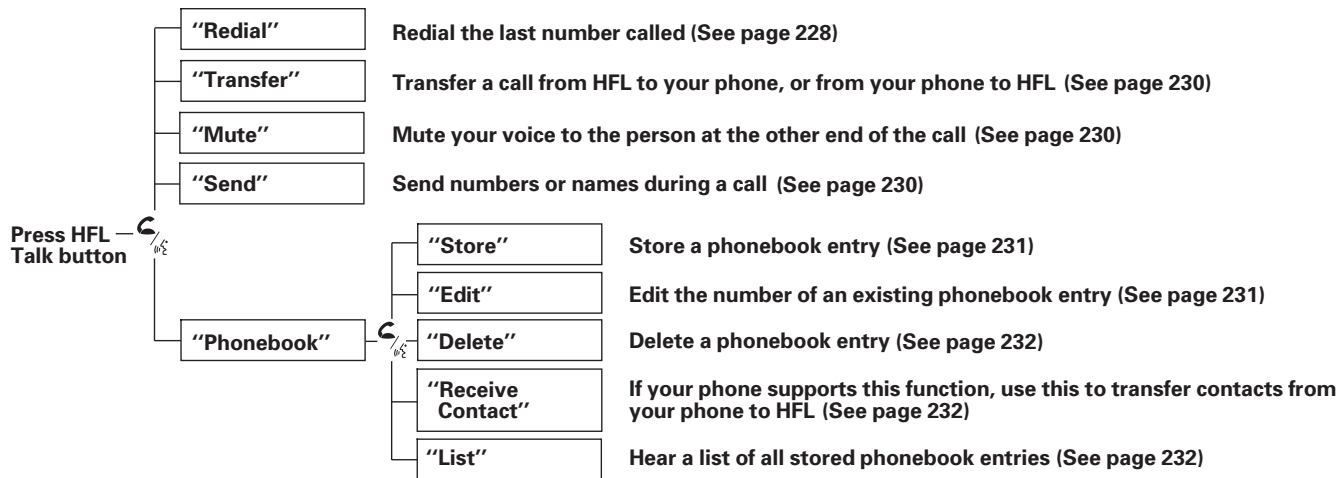 "Redial" Redial the last number called (See page 228)
"Transfer" Transfer a call from HFL to your phone, or from your phone to HFL (See page 230)
"Mute" Mute your voice to the person at the other end of the call (See page 230)
"Send" Send numbers or names during a call (See page 230)
Press HFL
Talk button
"Phonebook"
"Store" Store a phonebook entry (See page 231)
"Edit" Edit the number of an existing phonebook entry (See page 231)
"Delete" Delete a phonebook entry (See page 232)
"Receive
Contact"
If your phone supports this function, use this to transfer contacts from
your phone to HFL (See page 232)
"List" Hear a list of all stored phonebook entries (See page 232)